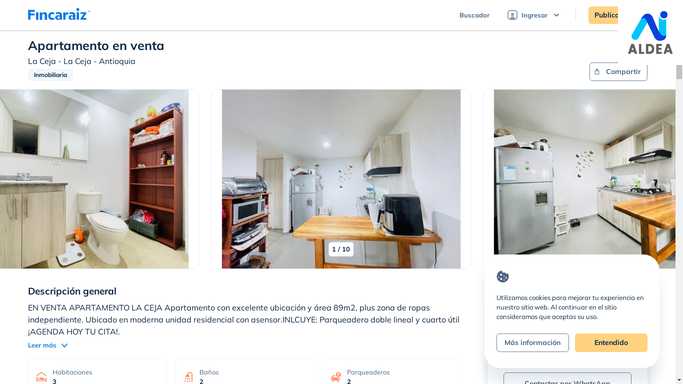 Fincaraiz
Buscador
Ingresar
Publica
AI
ALDEA
Apartamento en venta
La Ceja - La Ceja - Antioquia
Inmobiliaria
Compartir
1 / 10
Descripción general
EN VENTA APARTAMENTO LA CEJA Apartamento con excelente ubicación y área 89m2, plus zona de ropas
independiente. Ubicado en moderna unidad residencial con asensor.INCLUYE: Parqueadero doble lineal y cuarto útil
¡AGENDA HOY TU CITA!.
Leer más
Habitaciones
3
Baños
2
Parqueaderos
2
Utilizamos cookies para mejorar tu experiencia en
nuestro sitio web. Al continuar en el sitio
consideramos que aceptas su uso.
Más información
Entendido
Contactar por WhatsApp